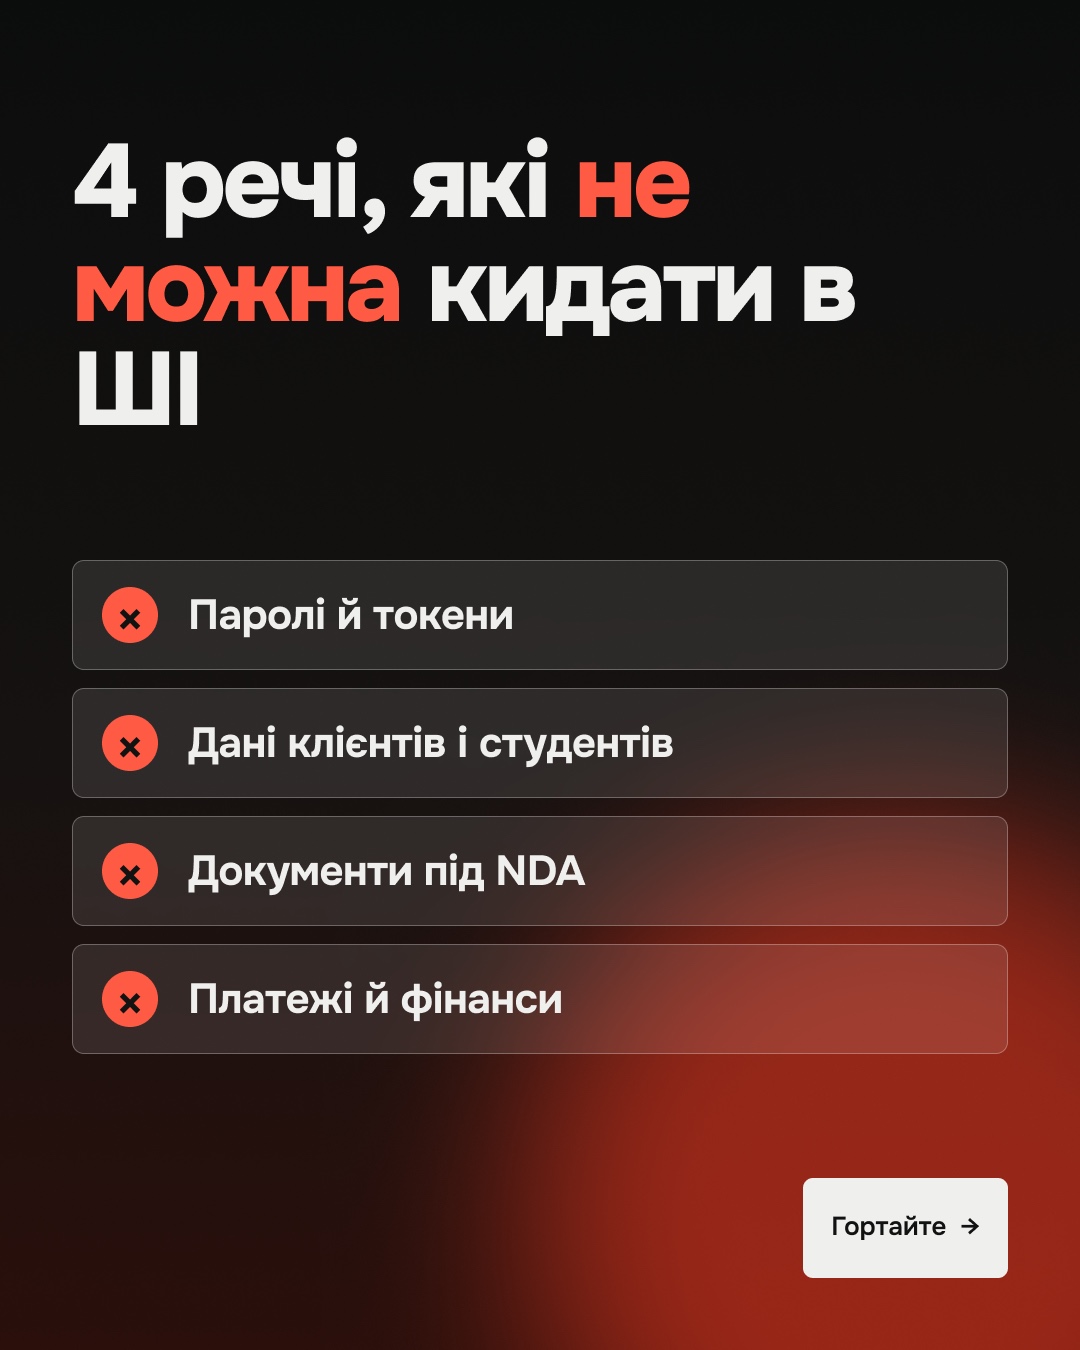 4 речі, які не
можна кидати в
ШІ
Паролі й токени
Дані клієнтів і студентів
Документи під NDA
Платежі й фінанси
Гортайте →